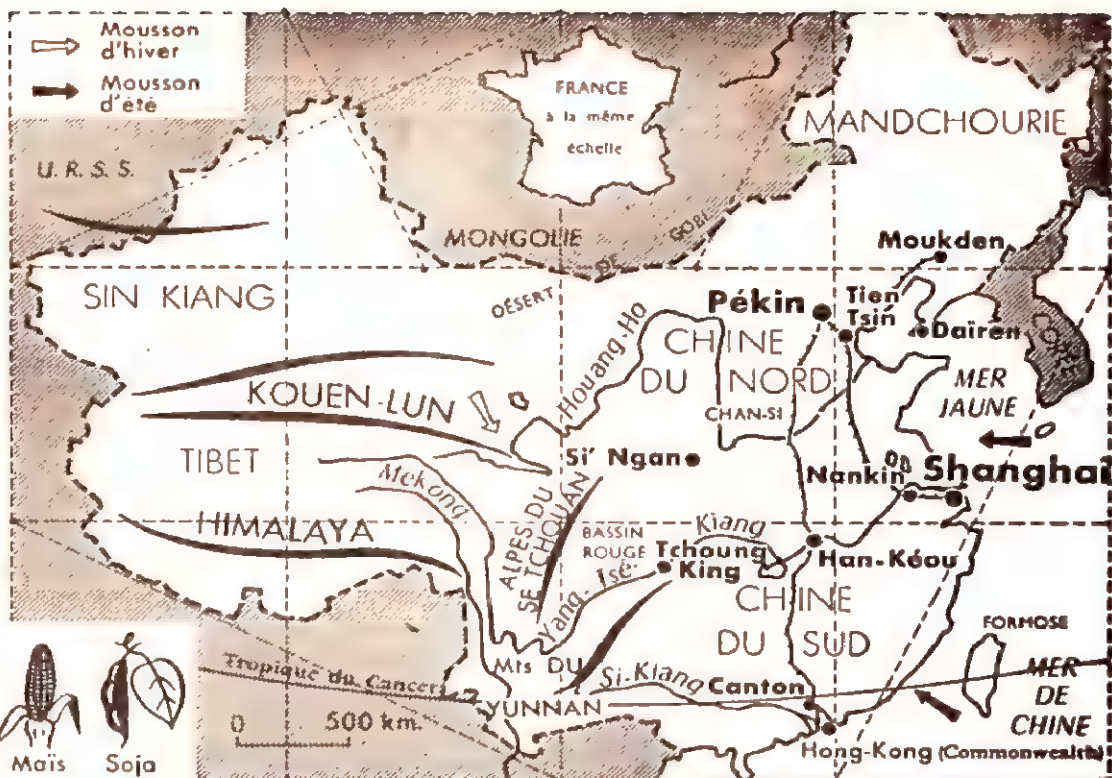 Mousson
d'hiver
Mousson
d'été
FRANCE
à la même
échelle
MANDCHOURIE
U.R.S.S.
MONGOLIE
DÉSERT DE GOBI
Moukden
SIN KIANG
Pékin
Tien
Tsin
Daïren
CHINE
DU NORD
Houang-Ho
KOUEN-LUN
CHAN-SI
MER
JAUNE
TIBET
Si' Ngan
Mekong
Nankin
Shanghaï
HIMALAYA
ALPES DU
SE TCHOUAN
BASSIN
ROUGE
Yang-Tsé-Kiang
Tchoung
King
Han-Kéou
CHINE
DU SUD
FORMOSE
Mts DU
YUNNAN
Si-Kiang
Canton
Tropique du Cancer
MER
DE
CHINE
0 500 km.
Hong-Kong (Commonwealth)
Maïs
Soja